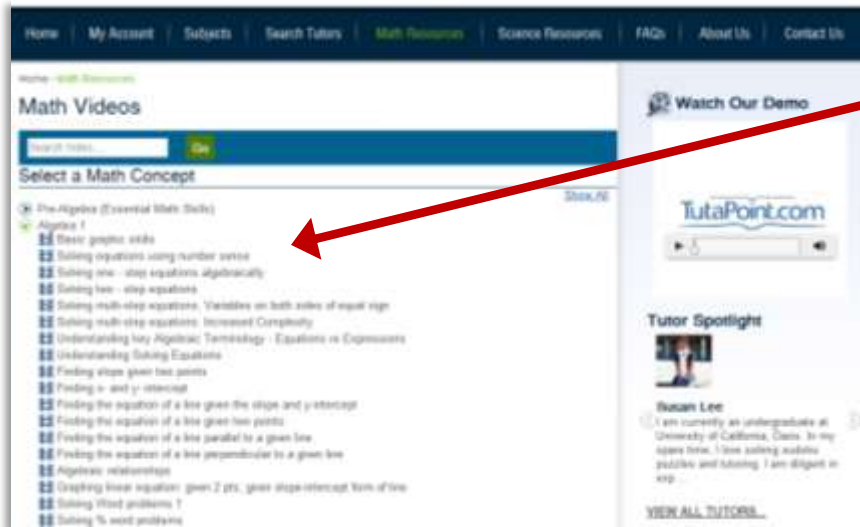 Home My Account Subjects Search Tutors Math Resources Science Resources FAQs About Us Contact Us
Home - Math Resources
Math Videos
Search Video...
Go
Select a Math Concept
Show All
Pre-Algebra (Essential Math Skills)
Algebra 1
Basic graphic skills
Solving equations using number sense
Solving one - step equations algebraically
Solving two - step equations
Solving multi-step equations, Variables on both sides of equal sign
Solving multi-step equations: Increased Complexity
Understanding key Algebraic Terminology - Equations vs Expressions
Understanding Solving Equations
Finding slope given two points
Finding x- and y- intercept
Finding the equation of a line given the slope and y-intercept
Finding the equation of a line given two points
Finding the equation of a line parallel to a given line
Finding the equation of a line perpendicular to a given line
Algebraic relationships
Graphing linear equation: given 2 pts, given slope-intercept form of line
Solving Word problems 1
Solving % word problems
Watch Our Demo
TutaPoint.com
Tutor Spotlight
Susan Lee
I am currently an undergraduate at
University of California, Davis. In my
spare time, I love solving sudoku
puzzles and tutoring. I am diligent in
exp...
VIEW ALL TUTORS...